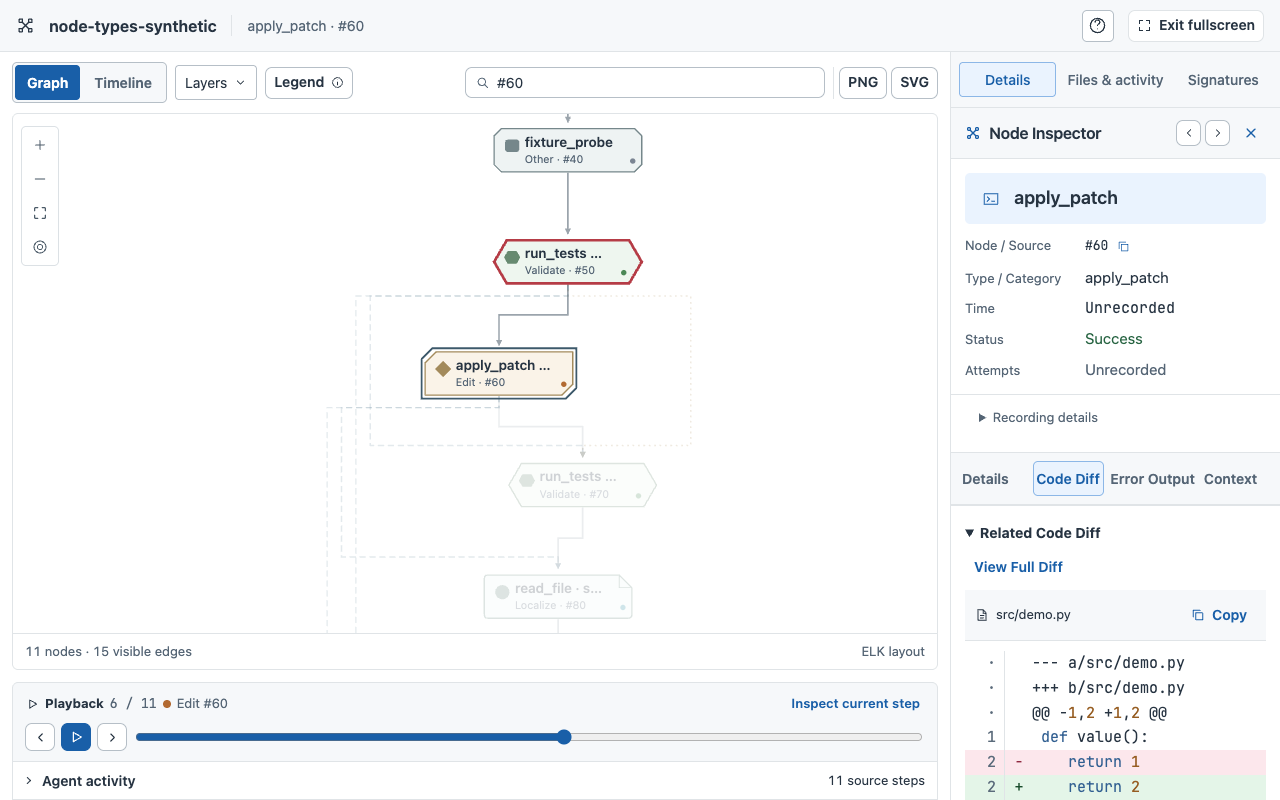 node-types-synthetic apply_patch · #60 Exit fullscreen
Graph Timeline Layers Legend #60 PNG SVG
Details Files & activity Signatures
fixture_probe
Other · #40
run_tests ...
Validate · #50
apply_patch ...
Edit · #60
run_tests ...
Validate · #70
read_file · s...
Localize · #80
11 nodes · 15 visible edges ELK layout
Playback 6 / 11 Edit #60 Inspect current step
Agent activity 11 source steps
Node Inspector
apply_patch
Node / Source #60
Type / Category apply_patch
Time Unrecorded
Status Success
Attempts Unrecorded
Recording details
Details Code Diff Error Output Context
Related Code Diff
View Full Diff
src/demo.py Copy
· --- a/src/demo.py
· +++ b/src/demo.py
· @@ -1,2 +1,2 @@
1 def value():
2 - return 1
2 + return 2